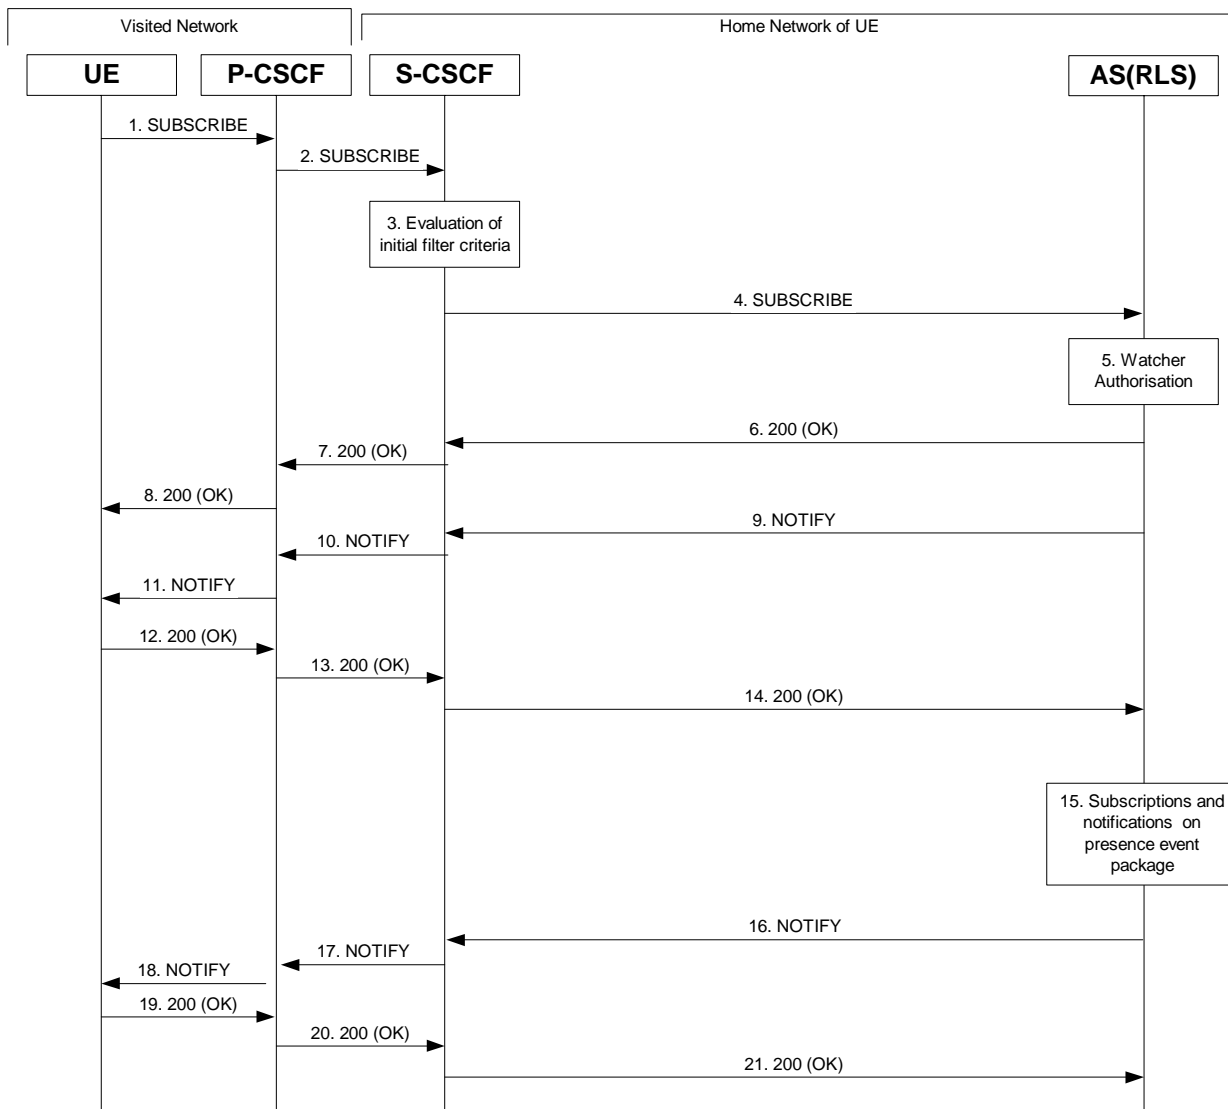 Visited Network
Home Network of UE
UE
P-CSCF
S-CSCF
AS(RLS)
1. SUBSCRIBE
2. SUBSCRIBE
3. Evaluation of
initial filter criteria
4. SUBSCRIBE
5. Watcher
Authorisation
6. 200 (OK)
7. 200 (OK)
8. 200 (OK)
9. NOTIFY
10. NOTIFY
11. NOTIFY
12. 200 (OK)
13. 200 (OK)
14. 200 (OK)
15. Subscriptions and
notifications on
presence event
package
16. NOTIFY
17. NOTIFY
18. NOTIFY
19. 200 (OK)
20. 200 (OK)
21. 200 (OK)